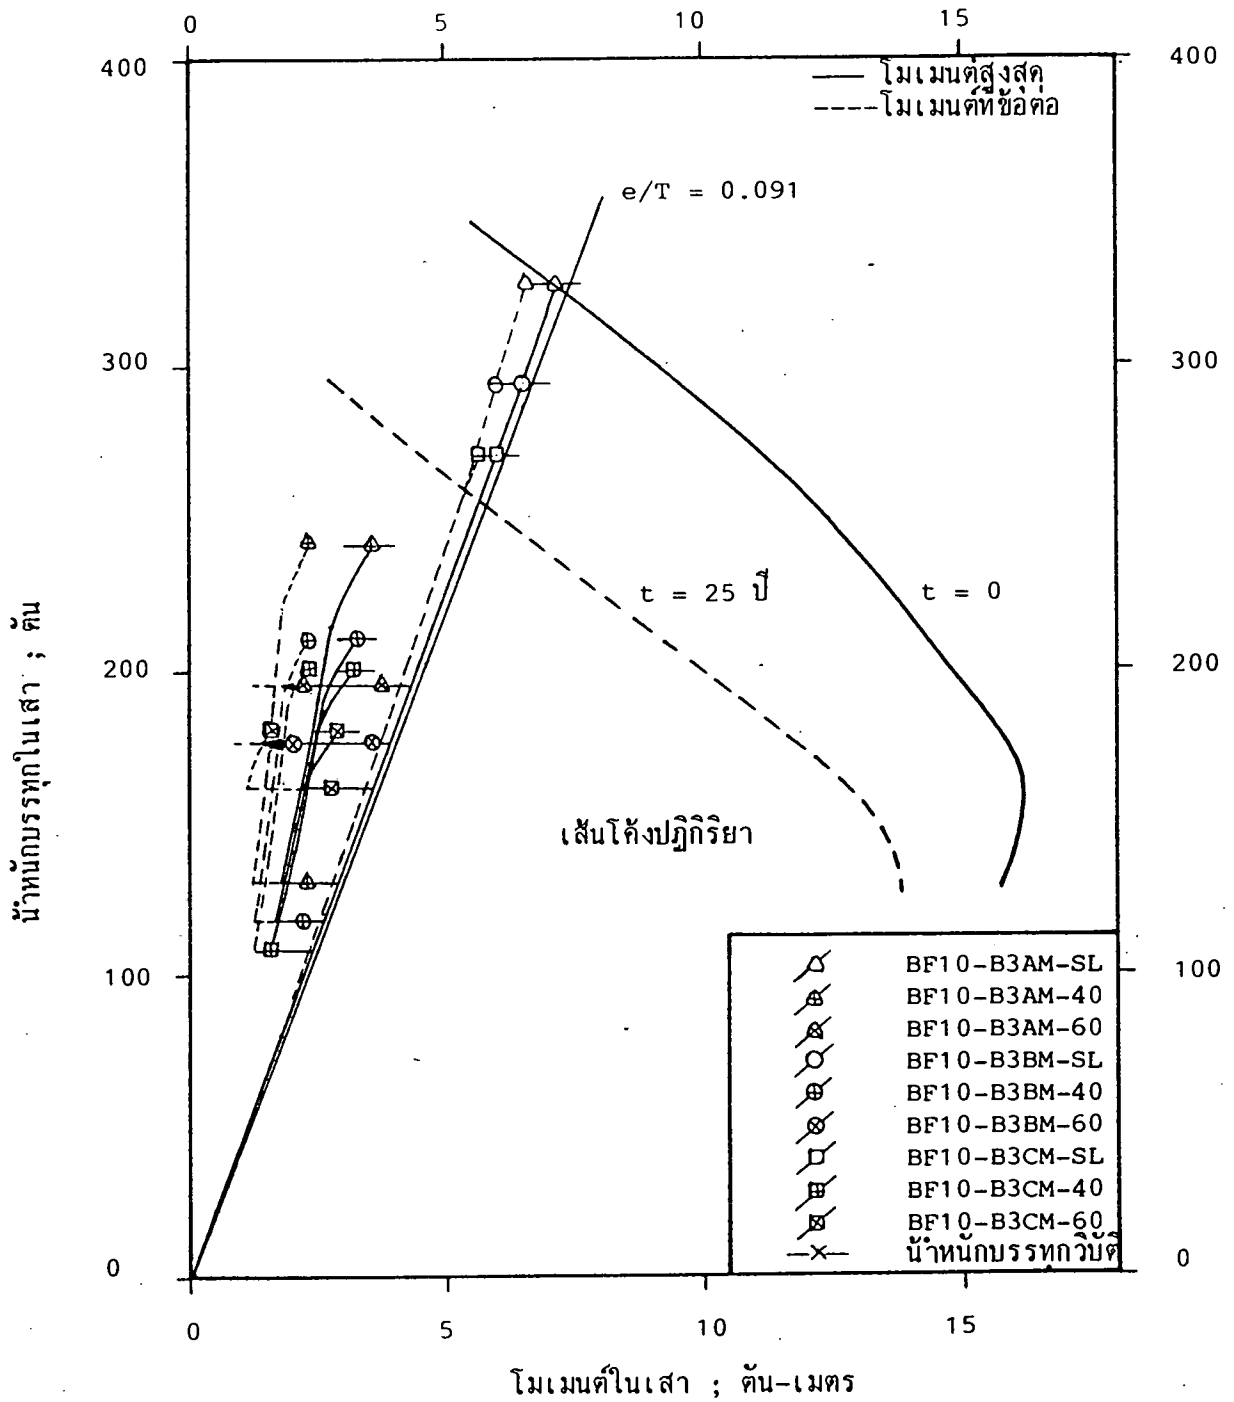 0 5 10 15
400 400
โมเมนต์สูงสุด
โมเมนต์ที่ข้อต่อ
e/T = 0.091
300 300
t = 25 ปี t = 0
200 200
เส้นโค้งปฏิกิริยา
100 100
BF10-B3AM-SL
BF10-B3AM-40
BF10-B3AM-60
BF10-B3BM-SL
BF10-B3BM-40
BF10-B3BM-60
BF10-B3CM-SL
BF10-B3CM-40
BF10-B3CM-60
น้ำหนักบรรทุกวิบัติ
0 0
0 5 10 15
โมเมนต์ในเสา ; ตัน-เมตร
น้ำหนักบรรทุกในเสา ; ตัน